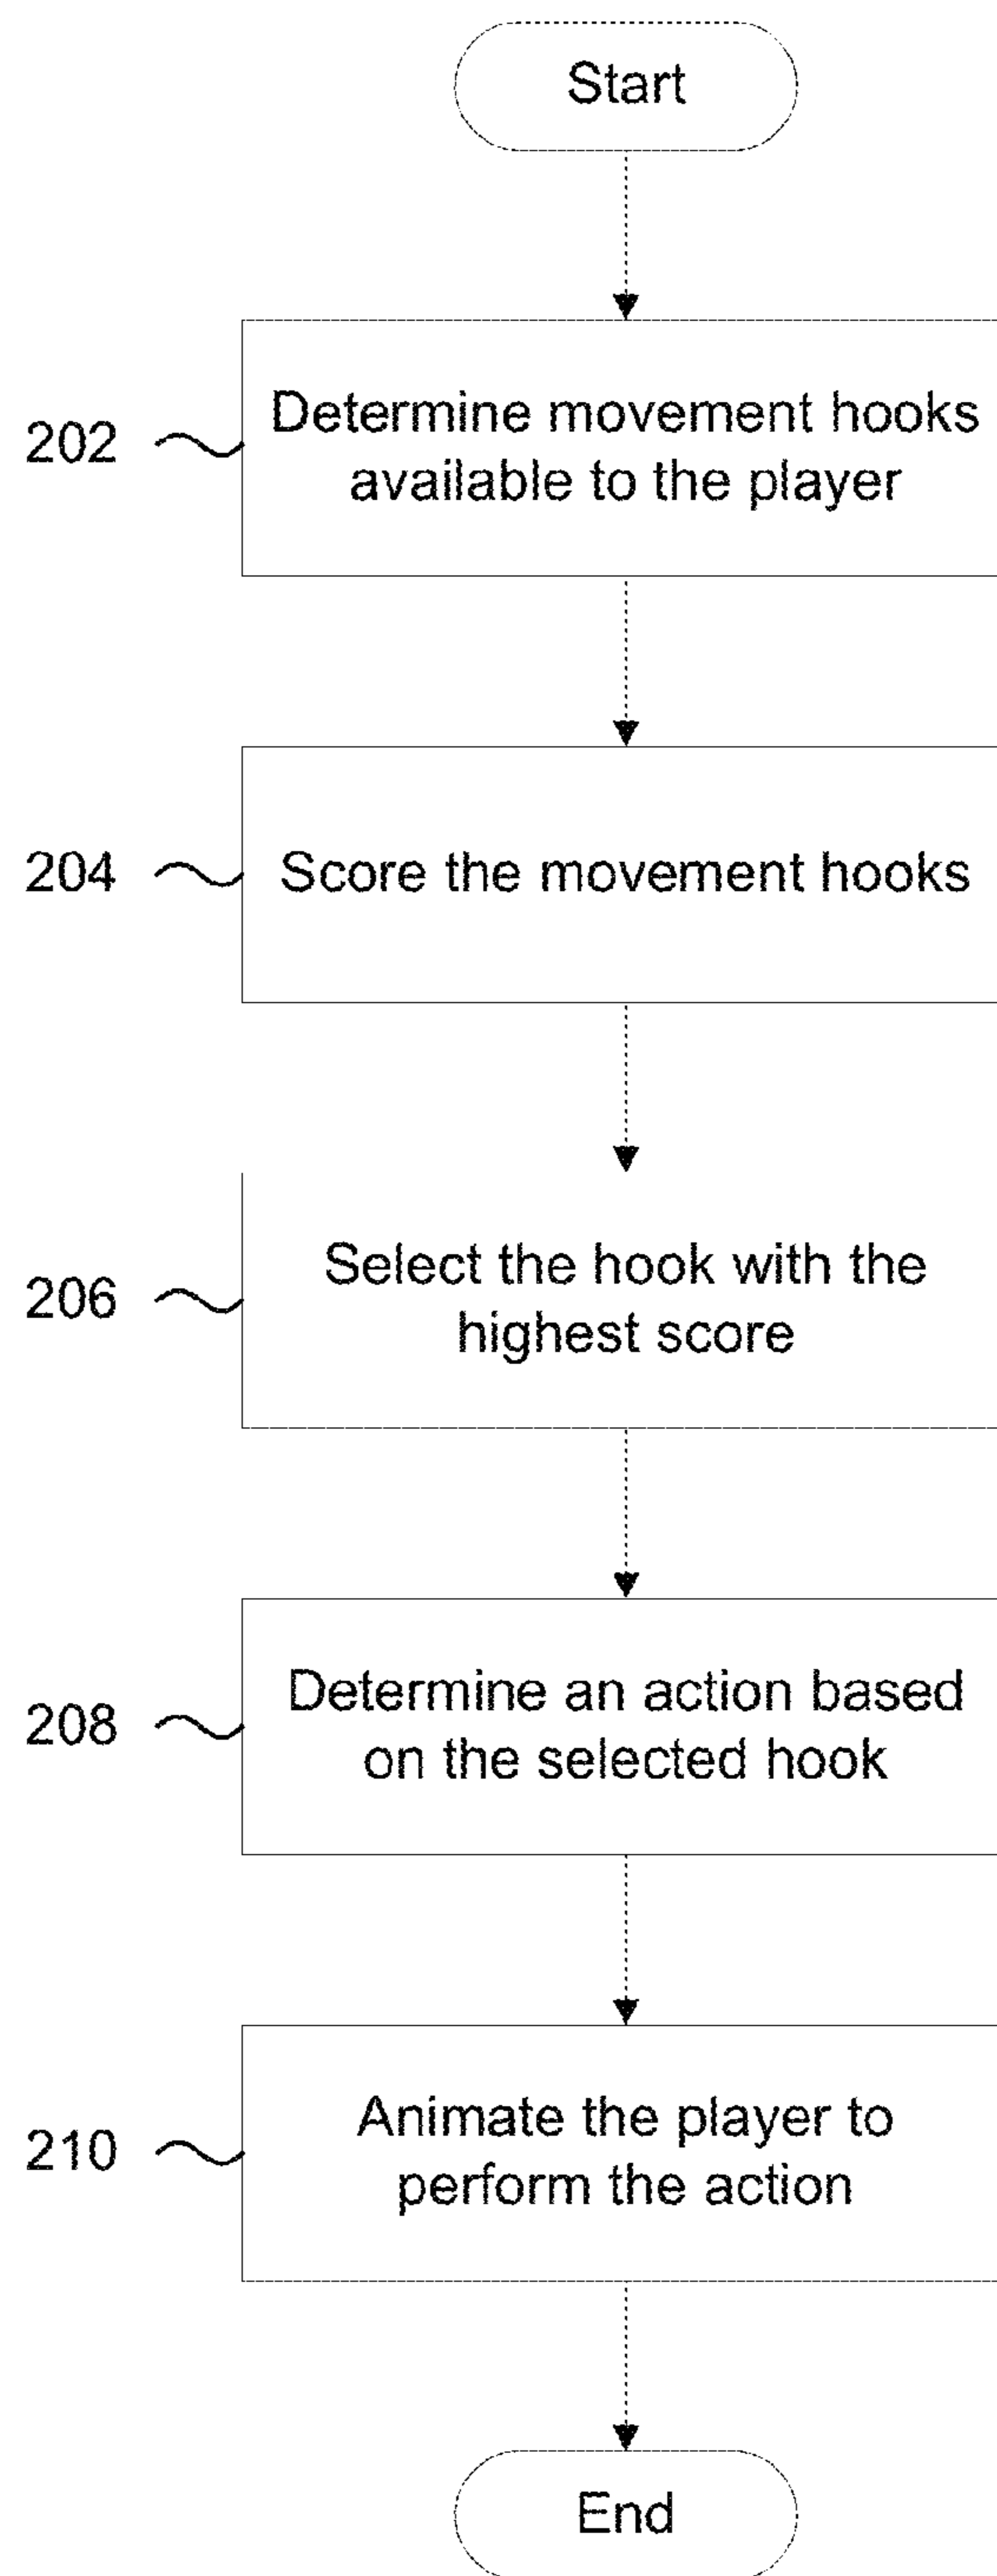 Start
202
Determine movement hooks
available to the player
204
Score the movement hooks
206
Select the hook with the
highest score
208
Determine an action based
on the selected hook
210
Animate the player to
perform the action
End